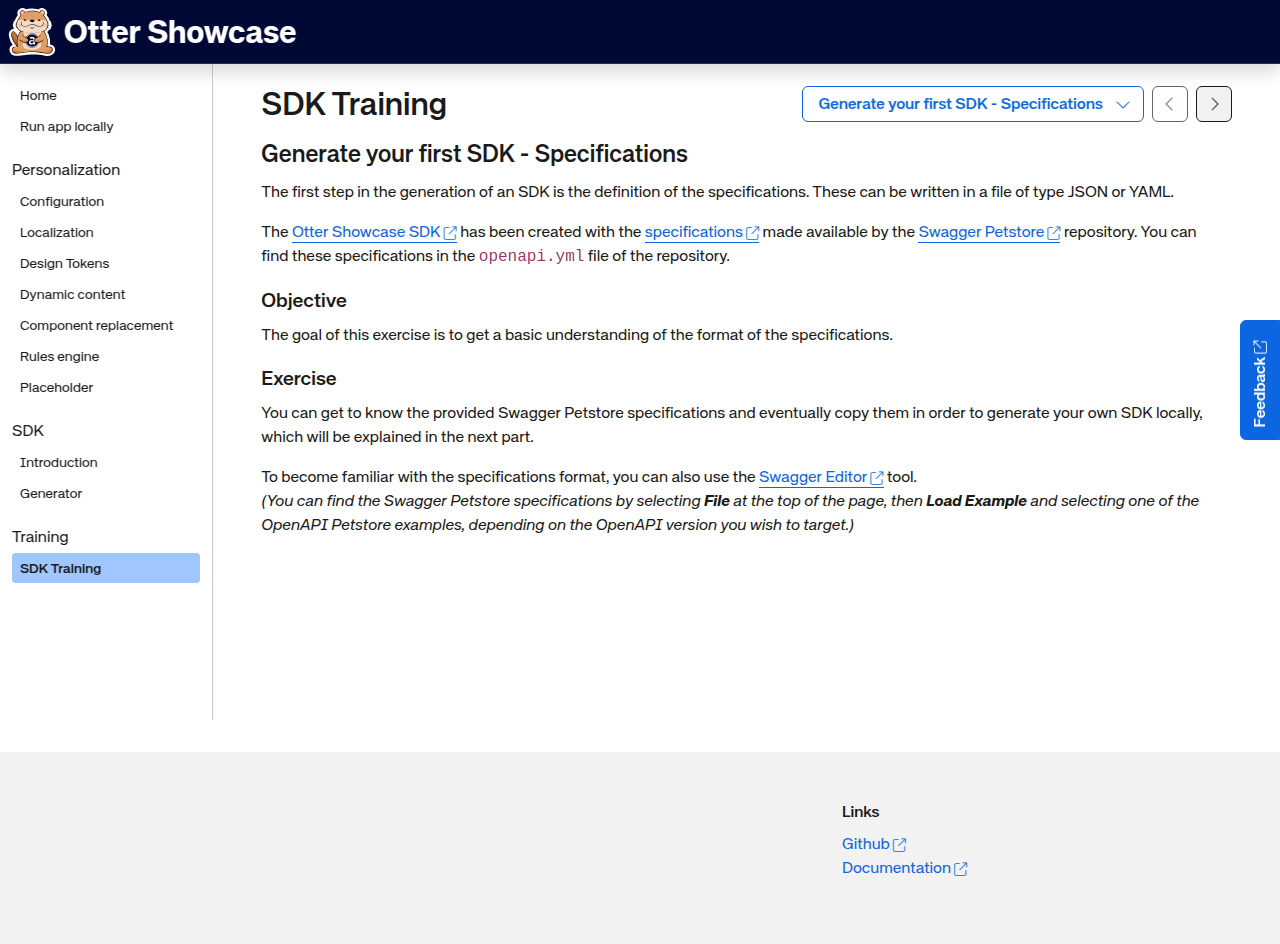 Otter Showcase
Home
Run app locally
Personalization
Configuration
Localization
Design Tokens
Dynamic content
Component replacement
Rules engine
Placeholder
SDK
Introduction
Generator
Training
SDK Training
SDK Training
Generate your first SDK - Specifications
Generate your first SDK - Specifications
The first step in the generation of an SDK is the definition of the specifications. These can be written in a file of type JSON or YAML.
The Otter Showcase SDK has been created with the specifications made available by the Swagger Petstore repository. You can
find these specifications in the openapi.yml file of the repository.
Objective
The goal of this exercise is to get a basic understanding of the format of the specifications.
Exercise
You can get to know the provided Swagger Petstore specifications and eventually copy them in order to generate your own SDK locally,
which will be explained in the next part.
To become familiar with the specifications format, you can also use the Swagger Editor tool.
(You can find the Swagger Petstore specifications by selecting File at the top of the page, then Load Example and selecting one of the
OpenAPI Petstore examples, depending on the OpenAPI version you wish to target.)
Feedback
Links
Github
Documentation